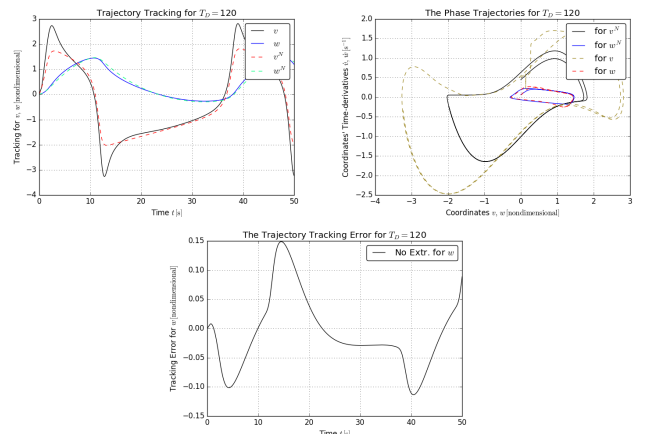 Trajectory Tracking for T_D=120
3
2
1
0
−1
−2
−3
−4
0 10 20 30 40 50
Tracking for v, w [nondimensional]
Time t [s]
v
w
v^N
w^N
The Phase Trajectories for T_D=120
2.0
1.5
1.0
0.5
0.0
−0.5
−1.0
−1.5
−2.0
−2.5
−4 −3 −2 −1 0 1 2 3
Coordinates' Time-derivatives v̇, ẇ [s⁻¹]
Coordinates v, w [nondimensional]
for v^N
for w^N
for v
for w
The Trajectory Tracking Error for T_D=120
0.15
0.10
0.05
0.00
−0.05
−0.10
−0.15
0 10 20 30 40 50
Tracking Error for w [nondimensional]
Time t [s]
No Extr. for w